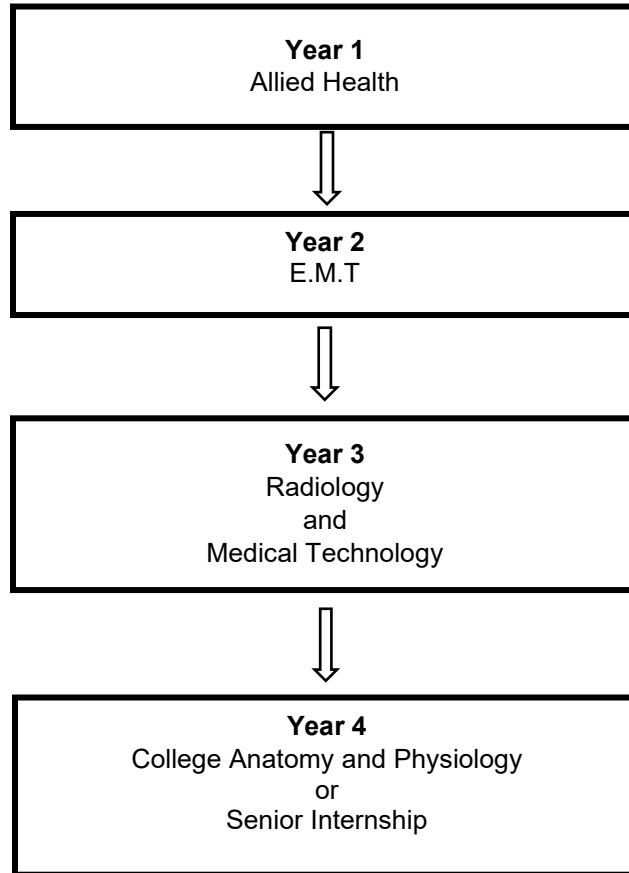 Year 1
Allied Health
Year 2
E.M.T
Year 3
Radiology
and
Medical Technology
Year 4
College Anatomy and Physiology
or
Senior Internship